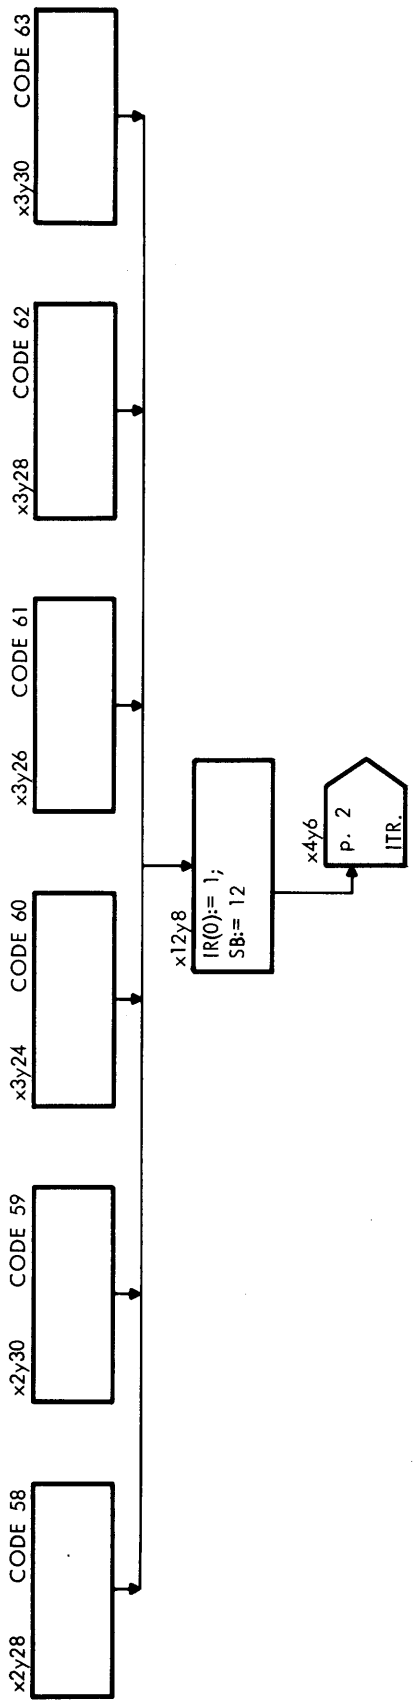 x2y28 CODE 58
x2y30 CODE 59
x3y24 CODE 60
x3y26 CODE 61
x3y28 CODE 62
x3y30 CODE 63
x12y8
IR(0):= 1;
SB:= 12
x4y6
p. 2
ITR.